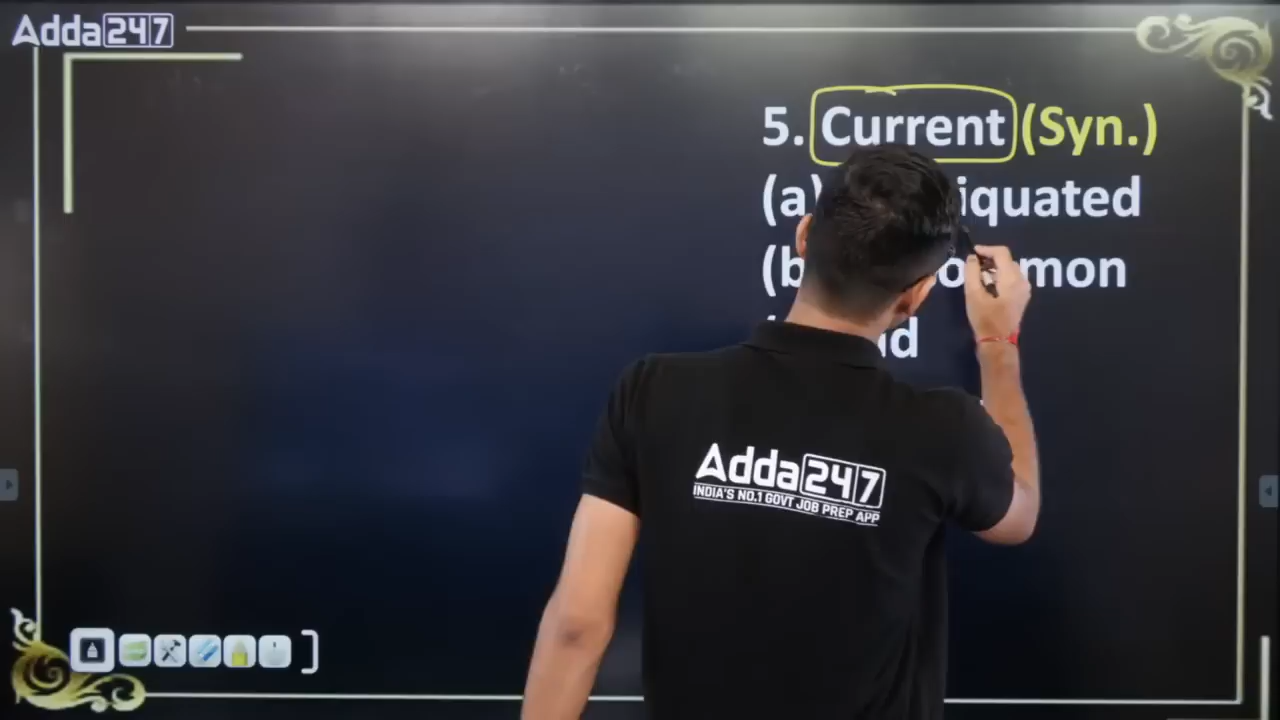 Adda247
5. Current (Syn.)
(a) iquated
(b mon
Adda247
INDIA'S NO.1 GOVT JOB PREP APP